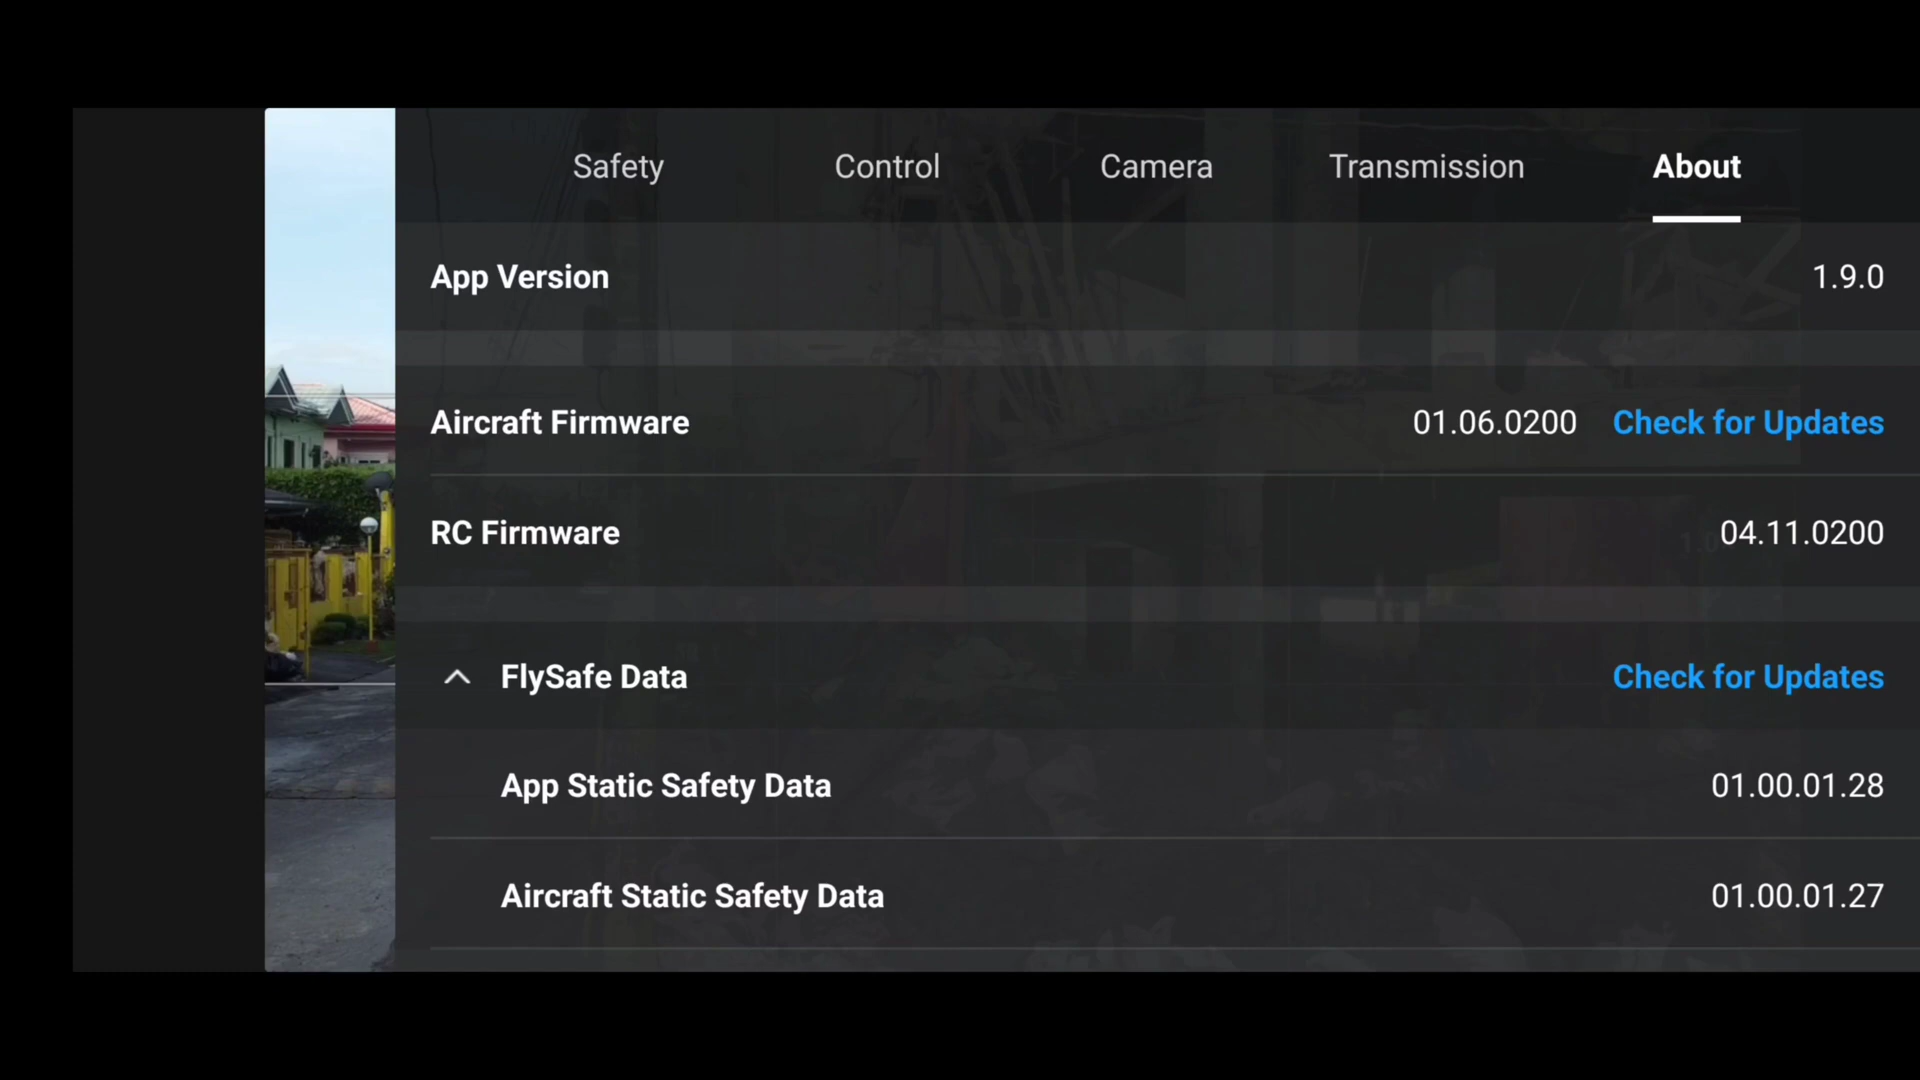 Safety Control Camera Transmission About
App Version 1.9.0
Aircraft Firmware 01.06.0200 Check for Updates
RC Firmware 04.11.0200
FlySafe Data Check for Updates
App Static Safety Data 01.00.01.28
Aircraft Static Safety Data 01.00.01.27